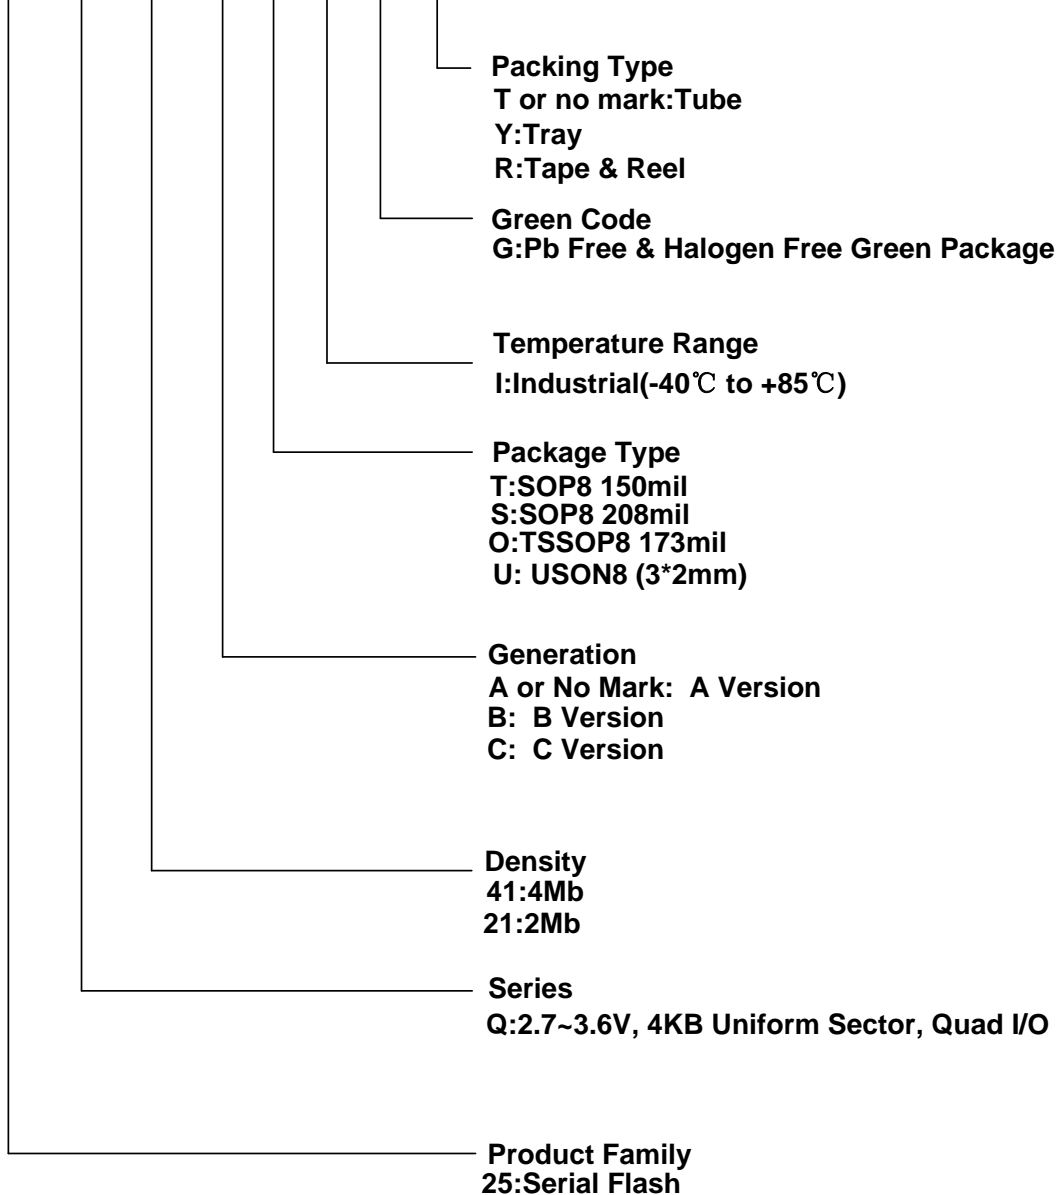 Packing Type
T or no mark:Tube
Y:Tray
R:Tape & Reel
Green Code
G:Pb Free & Halogen Free Green Package
Temperature Range
I:Industrial(-40℃ to +85℃)
Package Type
T:SOP8 150mil
S:SOP8 208mil
O:TSSOP8 173mil
U: USON8 (3*2mm)
Generation
A or No Mark: A Version
B: B Version
C: C Version
Density
41:4Mb
21:2Mb
Series
Q:2.7~3.6V, 4KB Uniform Sector, Quad I/O
Product Family
25:Serial Flash